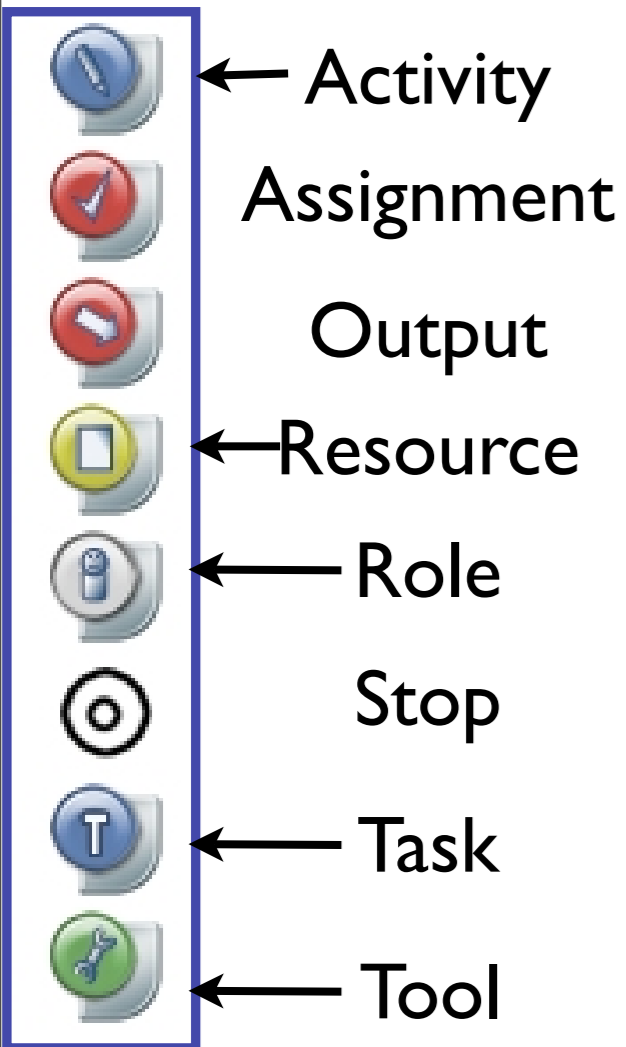 Activity
Assignment
Output
Resource
Role
Stop
T Task
Tool